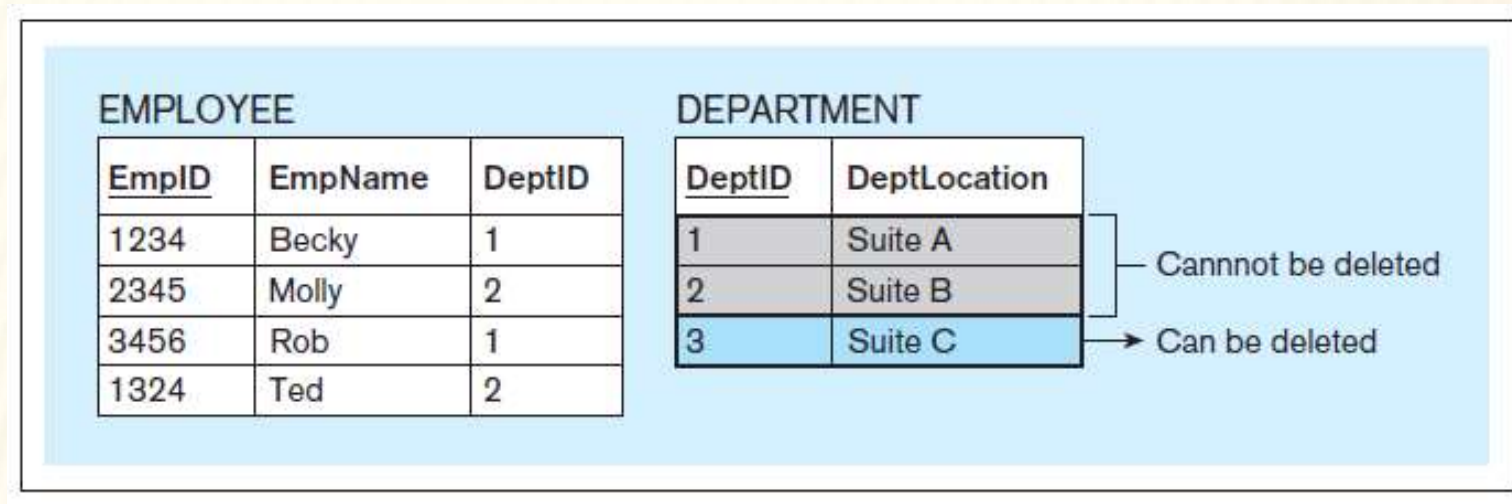 EMPLOYEE
EmpID EmpName DeptID
1234 Becky 1
2345 Molly 2
3456 Rob 1
1324 Ted 2
DEPARTMENT
DeptID DeptLocation
1 Suite A
2 Suite B
3 Suite C
Cannnot be deleted
Can be deleted